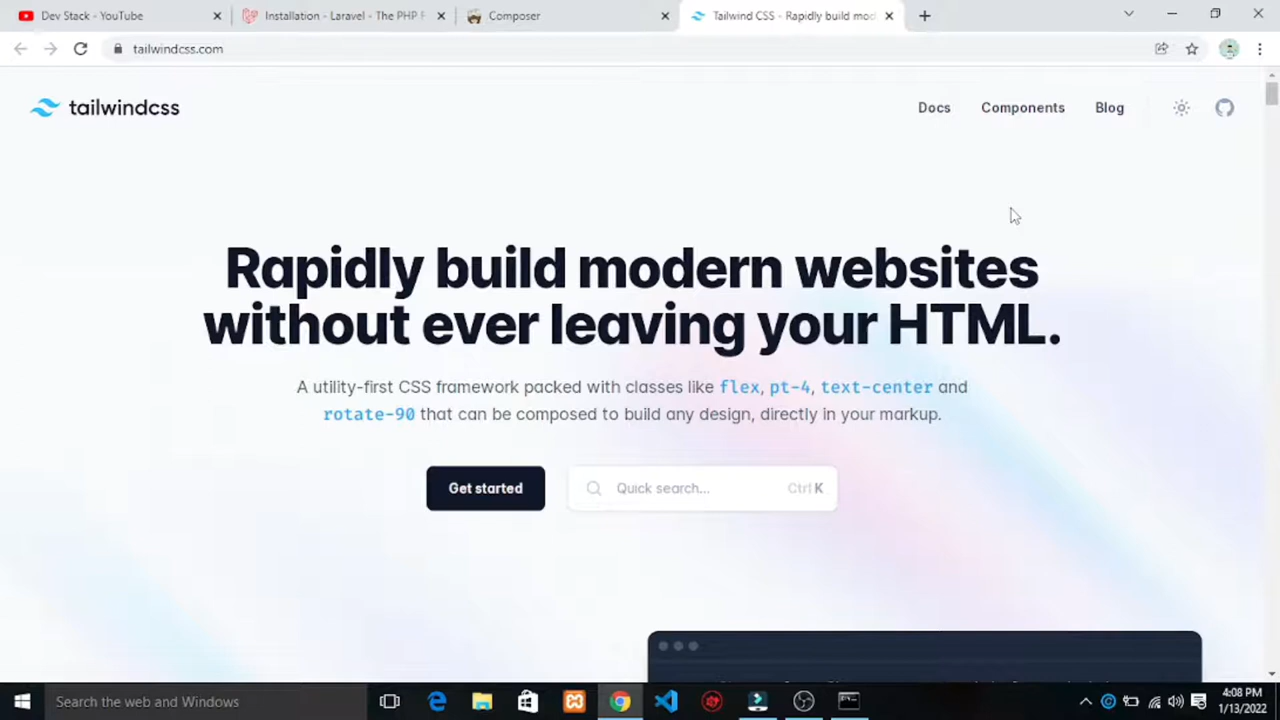 Dev Stack - YouTube
Installation - Laravel - The PHP F
Composer
Tailwind CSS - Rapidly build mod
tailwindcss.com
tailwindcss
Docs
Components
Blog
Rapidly build modern websites
without ever leaving your HTML.
A utility-first CSS framework packed with classes like flex, pt-4, text-center and
rotate-90 that can be composed to build any design, directly in your markup.
Get started
Quick search...
Ctrl K
Search the web and Windows
4:08 PM
1/13/2022